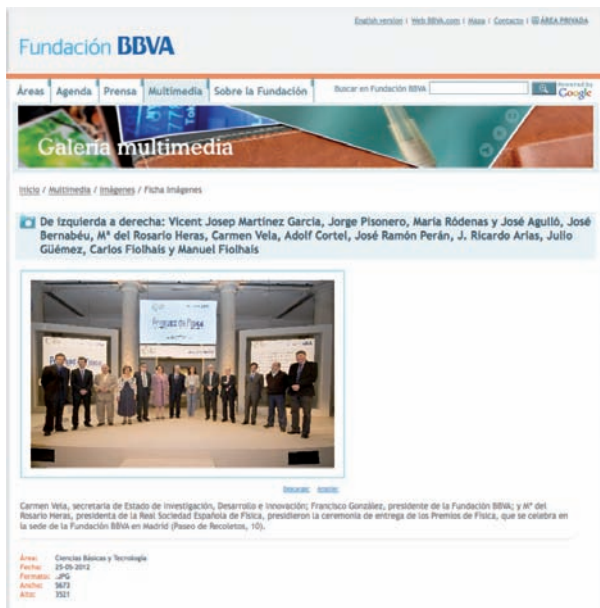 English version | Web BBVA.com | Mapa | Contacto | ÁREA PRIVADA
Fundación BBVA
Áreas Agenda Prensa Multimedia Sobre la Fundación Buscar en Fundación BBVA Powered by Google
Galería multimedia
Inicio / Multimedia / Imágenes / Ficha Imágenes
De izquierda a derecha: Vicent Josep Martínez García, Jorge Pisonero, María Ródenas y José Agulló, José
Bernabéu, Mª del Rosario Heras, Carmen Vela, Adolf Cortel, José Ramón Perán, J. Ricardo Arias, Julio
Güémez, Carlos Fiolhais y Manuel Fiolhais
Premios de Física
Descargar Ampliar
Carmen Vela, secretaria de Estado de Investigación, Desarrollo e Innovación; Francisco González, presidente de la Fundación BBVA; y Mª del
Rosario Heras, presidenta de la Real Sociedad Española de Física, presidieron la ceremonia de entrega de los Premios de Física, que se celebra en
la sede de la Fundación BBVA en Madrid (Paseo de Recoletos, 10).
Área: Ciencias Básicas y Tecnología
Fecha: 25-05-2012
Formato: .JPG
Ancho: 5673
Alto: 3521